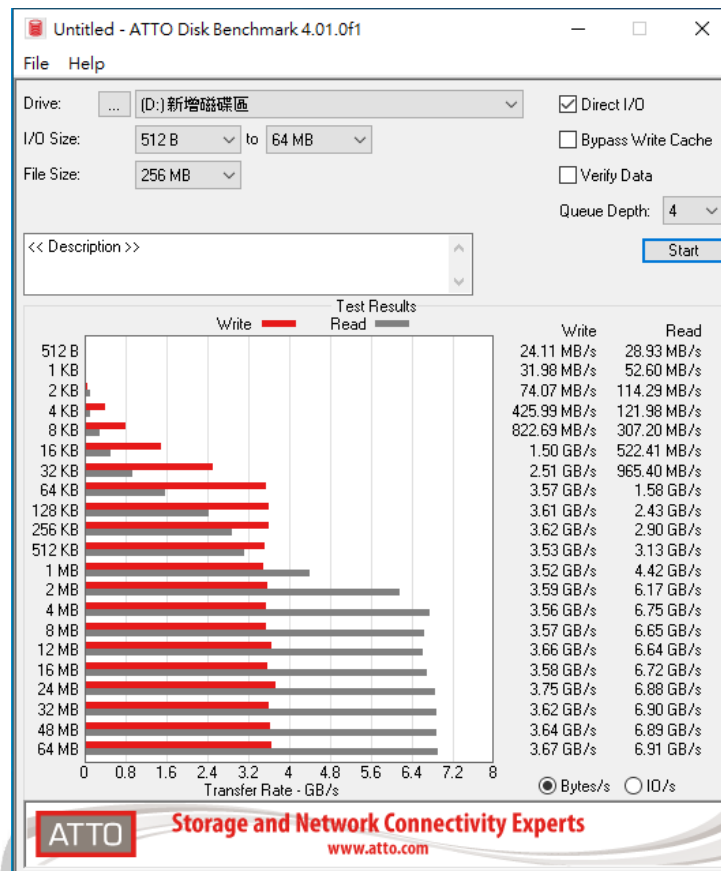 Untitled - ATTO Disk Benchmark 4.01.0f1
File Help
Drive: ... (D:)新增磁碟區 Direct I/O
I/O Size: 512 B to 64 MB Bypass Write Cache
File Size: 256 MB Verify Data
Queue Depth: 4
<< Description >> Start
Test Results
Write Read Write Read
512 B 24.11 MB/s 28.93 MB/s
1 KB 31.98 MB/s 52.60 MB/s
2 KB 74.07 MB/s 114.29 MB/s
4 KB 425.99 MB/s 121.98 MB/s
8 KB 822.69 MB/s 307.20 MB/s
16 KB 1.50 GB/s 522.41 MB/s
32 KB 2.51 GB/s 965.40 MB/s
64 KB 3.57 GB/s 1.58 GB/s
128 KB 3.61 GB/s 2.43 GB/s
256 KB 3.62 GB/s 2.90 GB/s
512 KB 3.53 GB/s 3.13 GB/s
1 MB 3.52 GB/s 4.42 GB/s
2 MB 3.59 GB/s 6.17 GB/s
4 MB 3.56 GB/s 6.75 GB/s
8 MB 3.57 GB/s 6.65 GB/s
12 MB 3.66 GB/s 6.64 GB/s
16 MB 3.58 GB/s 6.72 GB/s
24 MB 3.75 GB/s 6.88 GB/s
32 MB 3.62 GB/s 6.90 GB/s
48 MB 3.64 GB/s 6.89 GB/s
64 MB 3.67 GB/s 6.91 GB/s
0 0.8 1.6 2.4 3.2 4 4.8 5.6 6.4 7.2 8
Transfer Rate - GB/s Bytes/s IO/s
ATTO Storage and Network Connectivity Experts
www.atto.com